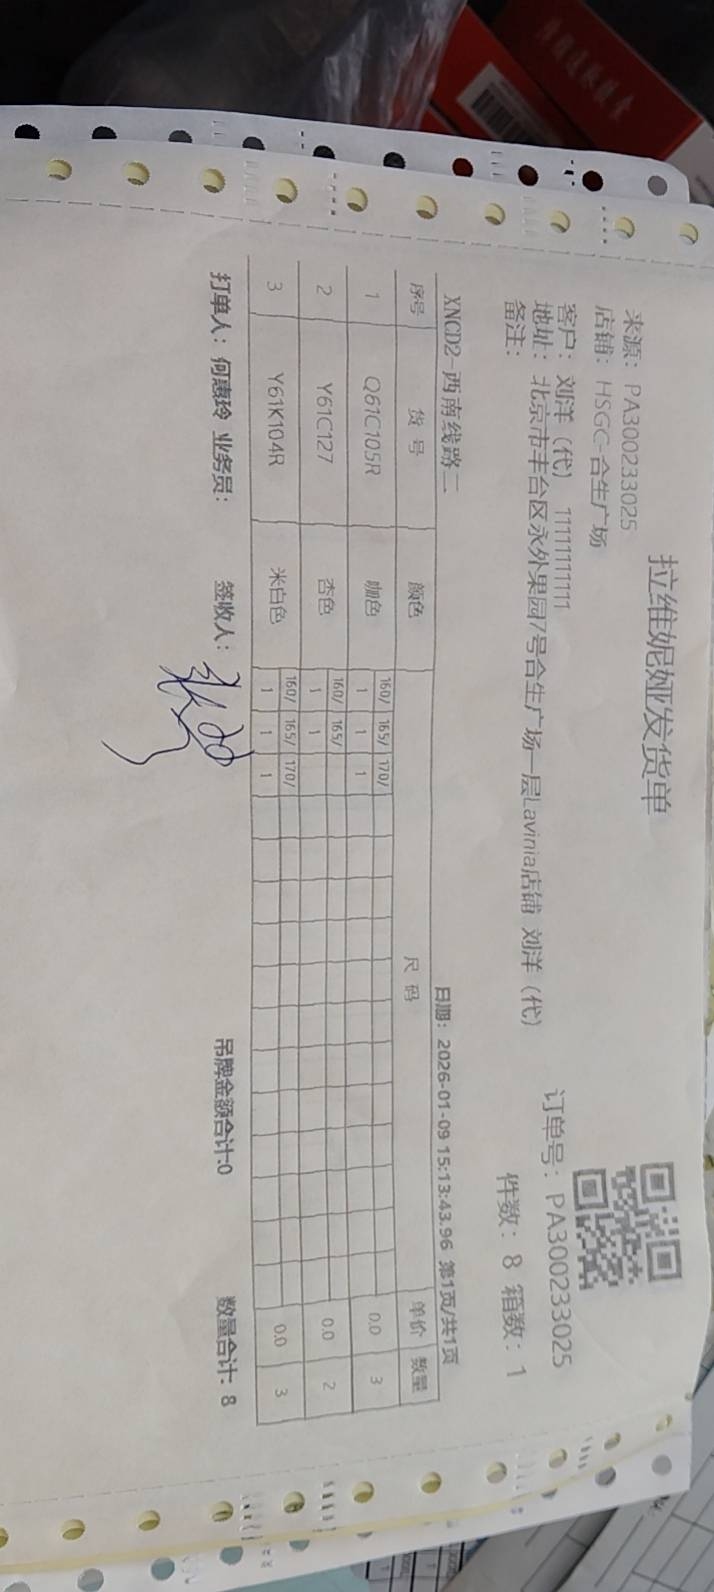 拉维妮娅发货单
来源：PA300233025
店铺：HSGC-合生广场
客户：刘洋（代） 11111111111
订单号：PA300233025
地址：北京市丰台区永外果园7号合生广场一层Lavinia店铺 刘洋（代）
备注：
件数：8 箱数：1
XNCD2-西南线路二 日期：2026-01-09 15:13:43.96 第1页/共1页
序号 货号 颜色 尺码 单价 数量
1 Q61C105R 咖色 160/ 165/ 170/ 0.0 3
1 1 1
2 Y61C127 杏色 160/ 165/ 0.0 2
1 1
3 Y61K104R 米白色 160/ 165/ 170/ 0.0 3
1 1 1
打单人：何惠玲 业务员： 签收人： 吊牌金额合计:0 数量合计: 8